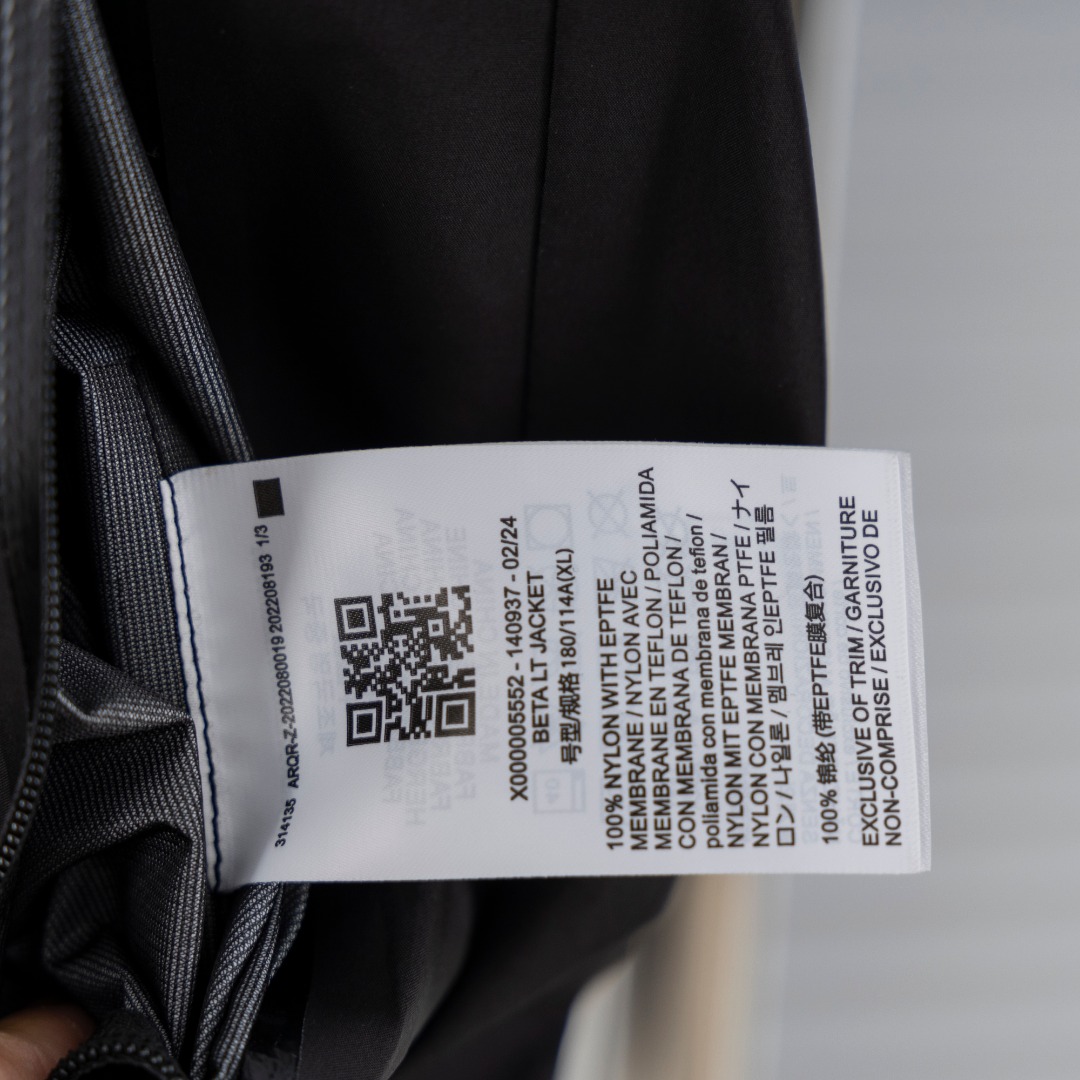 314135 ARQR-Z-2022080019 202208193 1/3
X000005552 - 140937 - 02/24
BETA LT JACKET
号型/规格 180/114A(XL)
100% NYLON WITH EPTFE
MEMBRANE / NYLON AVEC
MEMBRANE EN TEFLON / POLIAMIDA
CON MEMBRANA DE TEFLON /
poliamida con membrana de teflon /
NYLON MIT EPTFE MEMBRAN /
NYLON CON MEMBRANA PTFE / ナイ
ロン / 나일론 / 멤브레 인EPTFE 필름
100% 锦纶 (带EPTFE膜复合)
EXCLUSIVE OF TRIM / GARNITURE
NON-COMPRISE / EXCLUSIVO DE